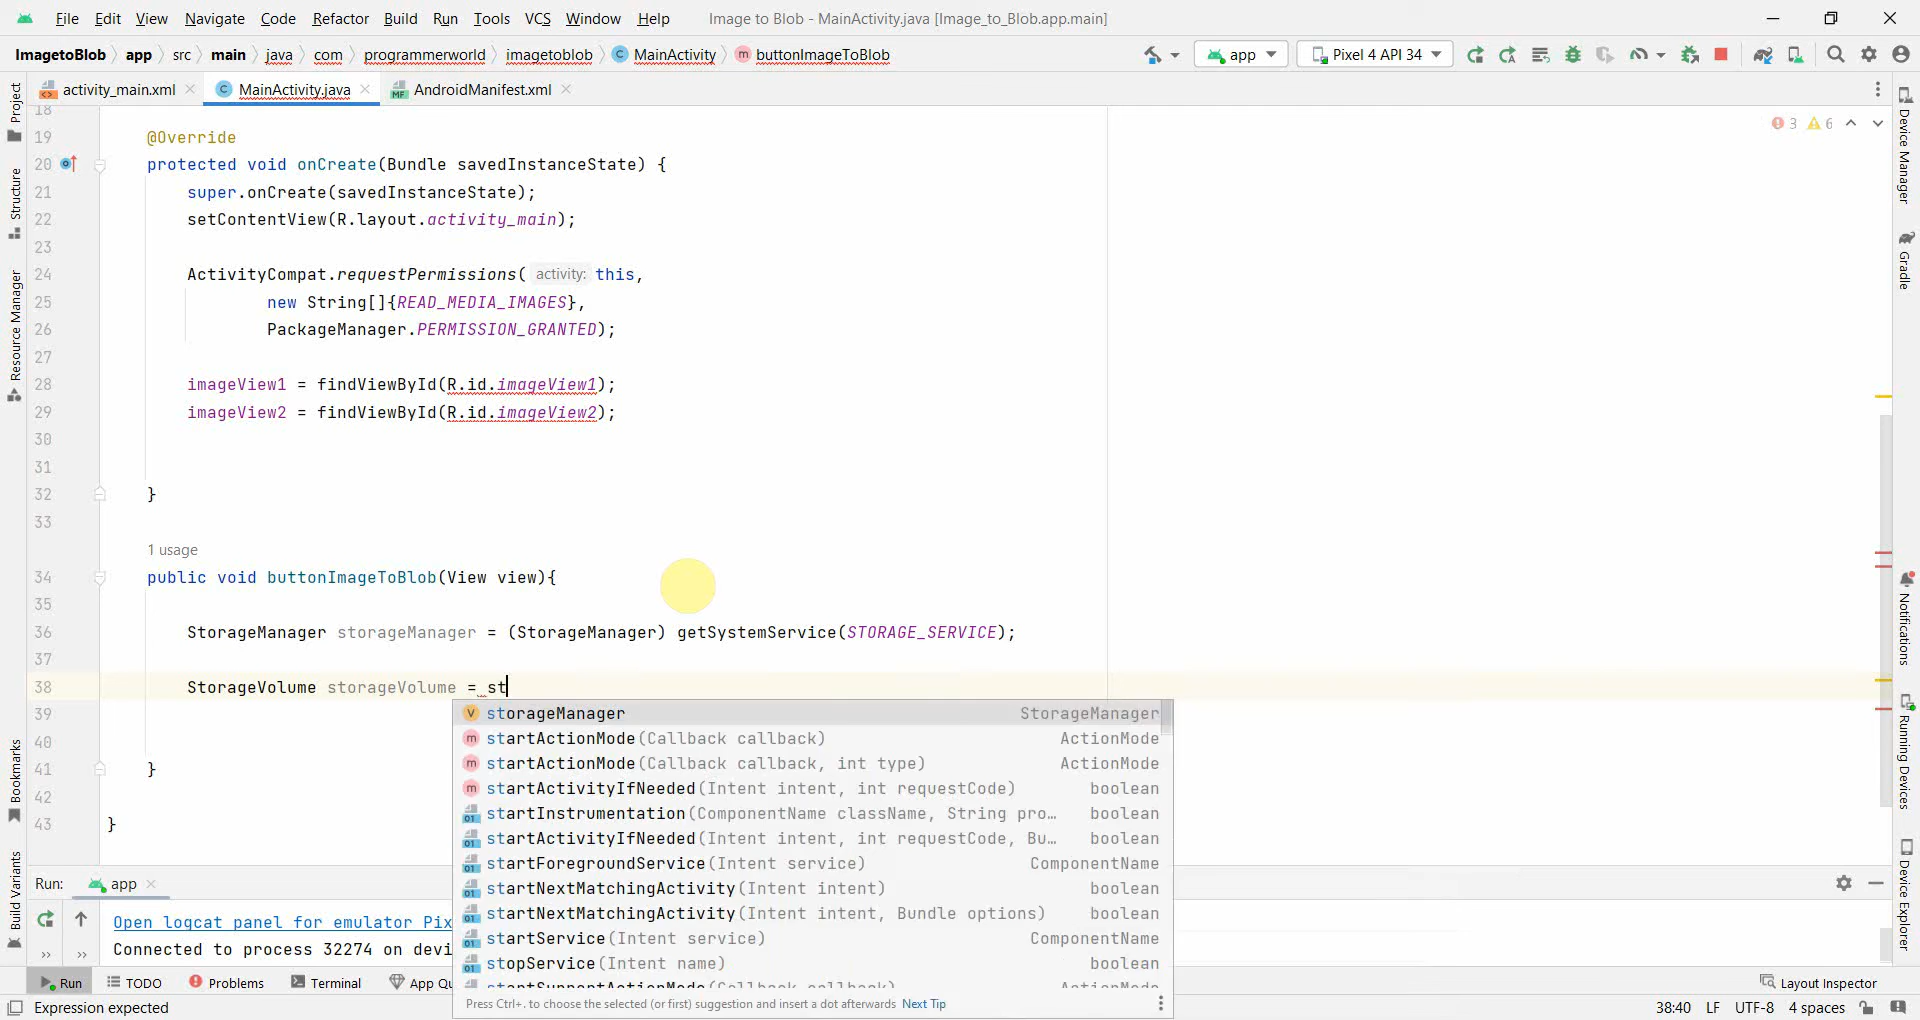 File Edit View Navigate Code Refactor Build Run Tools VCS Window Help Image to Blob - MainActivity.java [Image_to_Blob.app.main]
ImagetoBlob app src main java com programmerworld imagetoblob C MainActivity m buttonImageToBlob app Pixel 4 API 34
activity_main.xml C MainActivity.java MF AndroidManifest.xml
Project
Structure
Resource Manager
Bookmarks
Build Variants
18
3 6
19 @Override
20 protected void onCreate(Bundle savedInstanceState) {
21 super.onCreate(savedInstanceState);
22 setContentView(R.layout.activity_main);
23
24 ActivityCompat.requestPermissions( activity: this,
25 new String[]{READ_MEDIA_IMAGES},
26 PackageManager.PERMISSION_GRANTED);
27
28 imageView1 = findViewById(R.id.imageView1);
29 imageView2 = findViewById(R.id.imageView2);
30
31
32 }
33
1 usage
34 public void buttonImageToBlob(View view){
35
36 StorageManager storageManager = (StorageManager) getSystemService(STORAGE_SERVICE);
37
38 StorageVolume storageVolume = st
39
40
41 }
42
43 }
V storageManager StorageManager
m startActionMode(Callback callback) ActionMode
m startActionMode(Callback callback, int type) ActionMode
m startActivityIfNeeded(Intent intent, int requestCode) boolean
startInstrumentation(ComponentName className, String pro… boolean
startActivityIfNeeded(Intent intent, int requestCode, Bu… boolean
startForegroundService(Intent service) ComponentName
startNextMatchingActivity(Intent intent) boolean
startNextMatchingActivity(Intent intent, Bundle options) boolean
startService(Intent service) ComponentName
stopService(Intent name) boolean
startSupportActionMode(Callback callback) ActionMode
Press Ctrl+. to choose the selected (or first) suggestion and insert a dot afterwards Next Tip
Device Manager
Gradle
Notifications
Running Devices
Device Explorer
Run: app
Open logcat panel for emulator Pix
Connected to process 32274 on devi
Run TODO Problems Terminal App Qu Layout Inspector
Expression expected 38:40 LF UTF-8 4 spaces